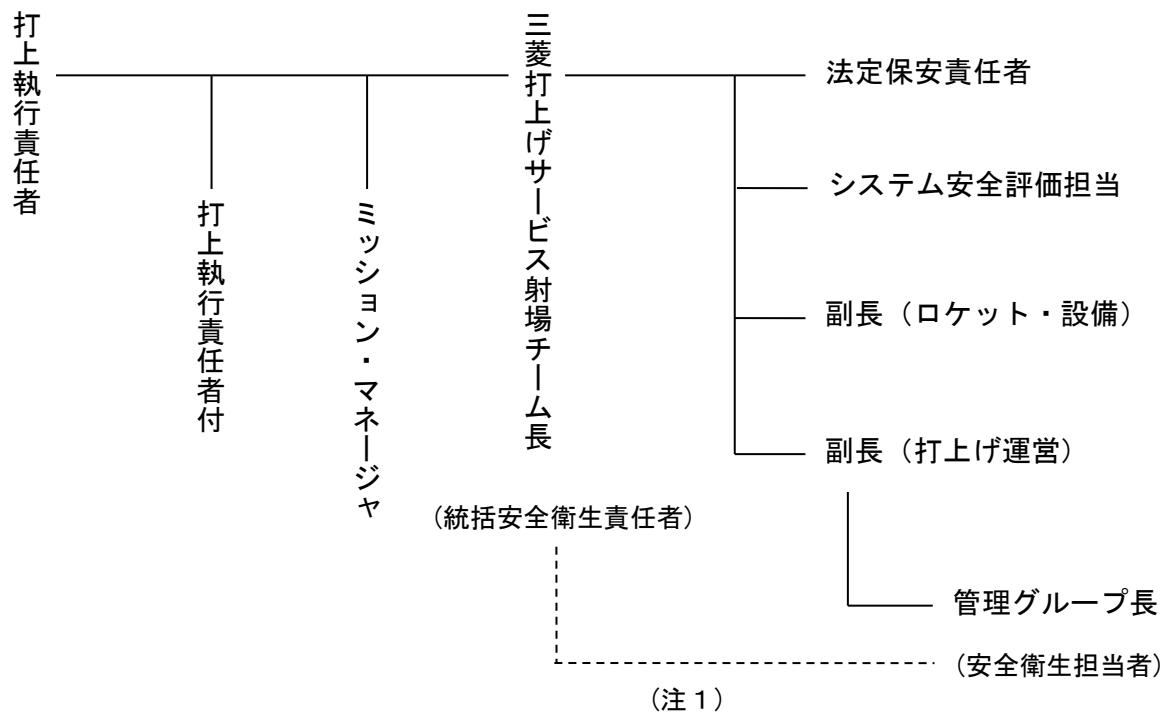 打上執行責任者
打上執行責任者付
ミッション・マネージャ
三菱打上げサービス射場チーム長
(統括安全衛生責任者)
法定保安責任者
システム安全評価担当
副長（ロケット・設備）
副長（打上げ運営）
管理グループ長
(安全衛生担当者)
(注１)